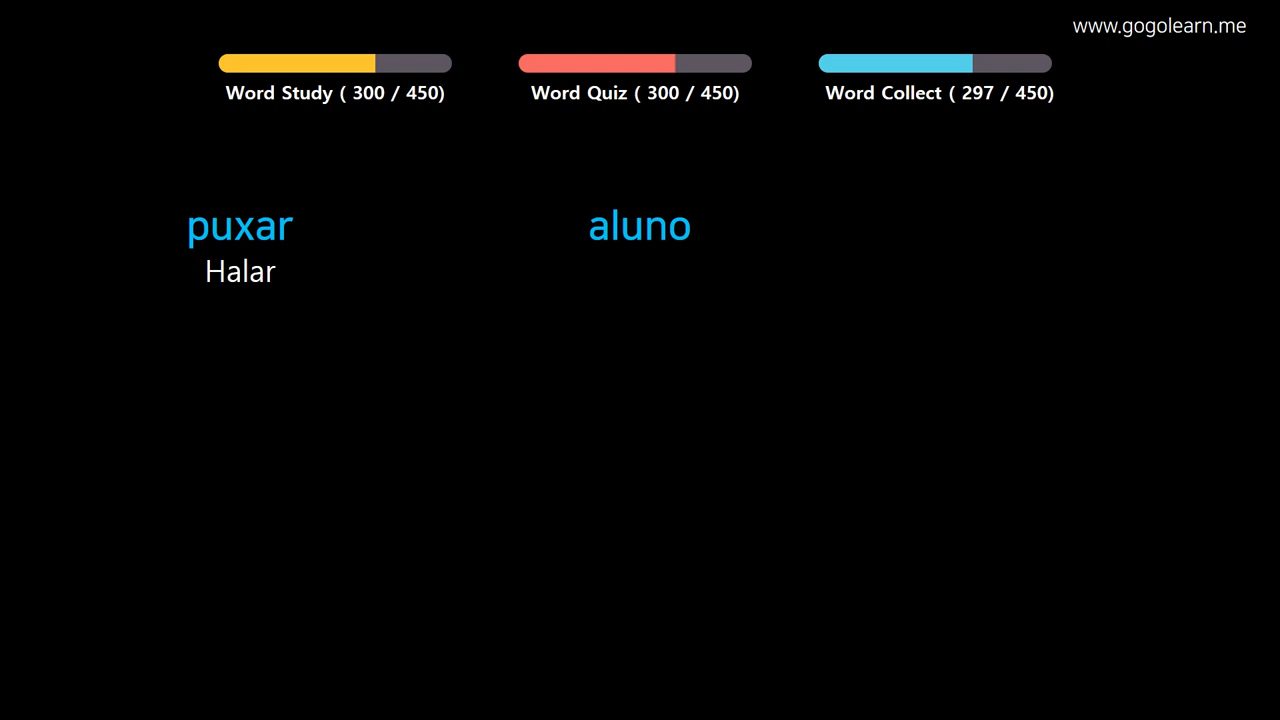 www.gogolearn.me
Word Study ( 300 / 450)
Word Quiz ( 300 / 450)
Word Collect ( 297 / 450)
puxar
aluno
Halar